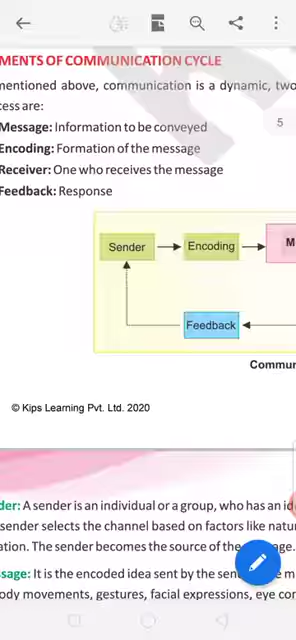 MENTS OF COMMUNICATION CYCLE
mentioned above, communication is a dynamic, two
cess are:
5
Message: Information to be conveyed
Encoding: Formation of the message
Receiver: One who receives the message
Feedback: Response
Sender
Encoding
M
Feedback
Commun
© Kips Learning Pvt. Ltd. 2020
der: A sender is an individual or a group, who has an id
sender selects the channel based on factors like natur
ation. The sender becomes the source of the
ssage: It is the encoded idea sent by the
ody movements, gestures, facial expressions, eye con